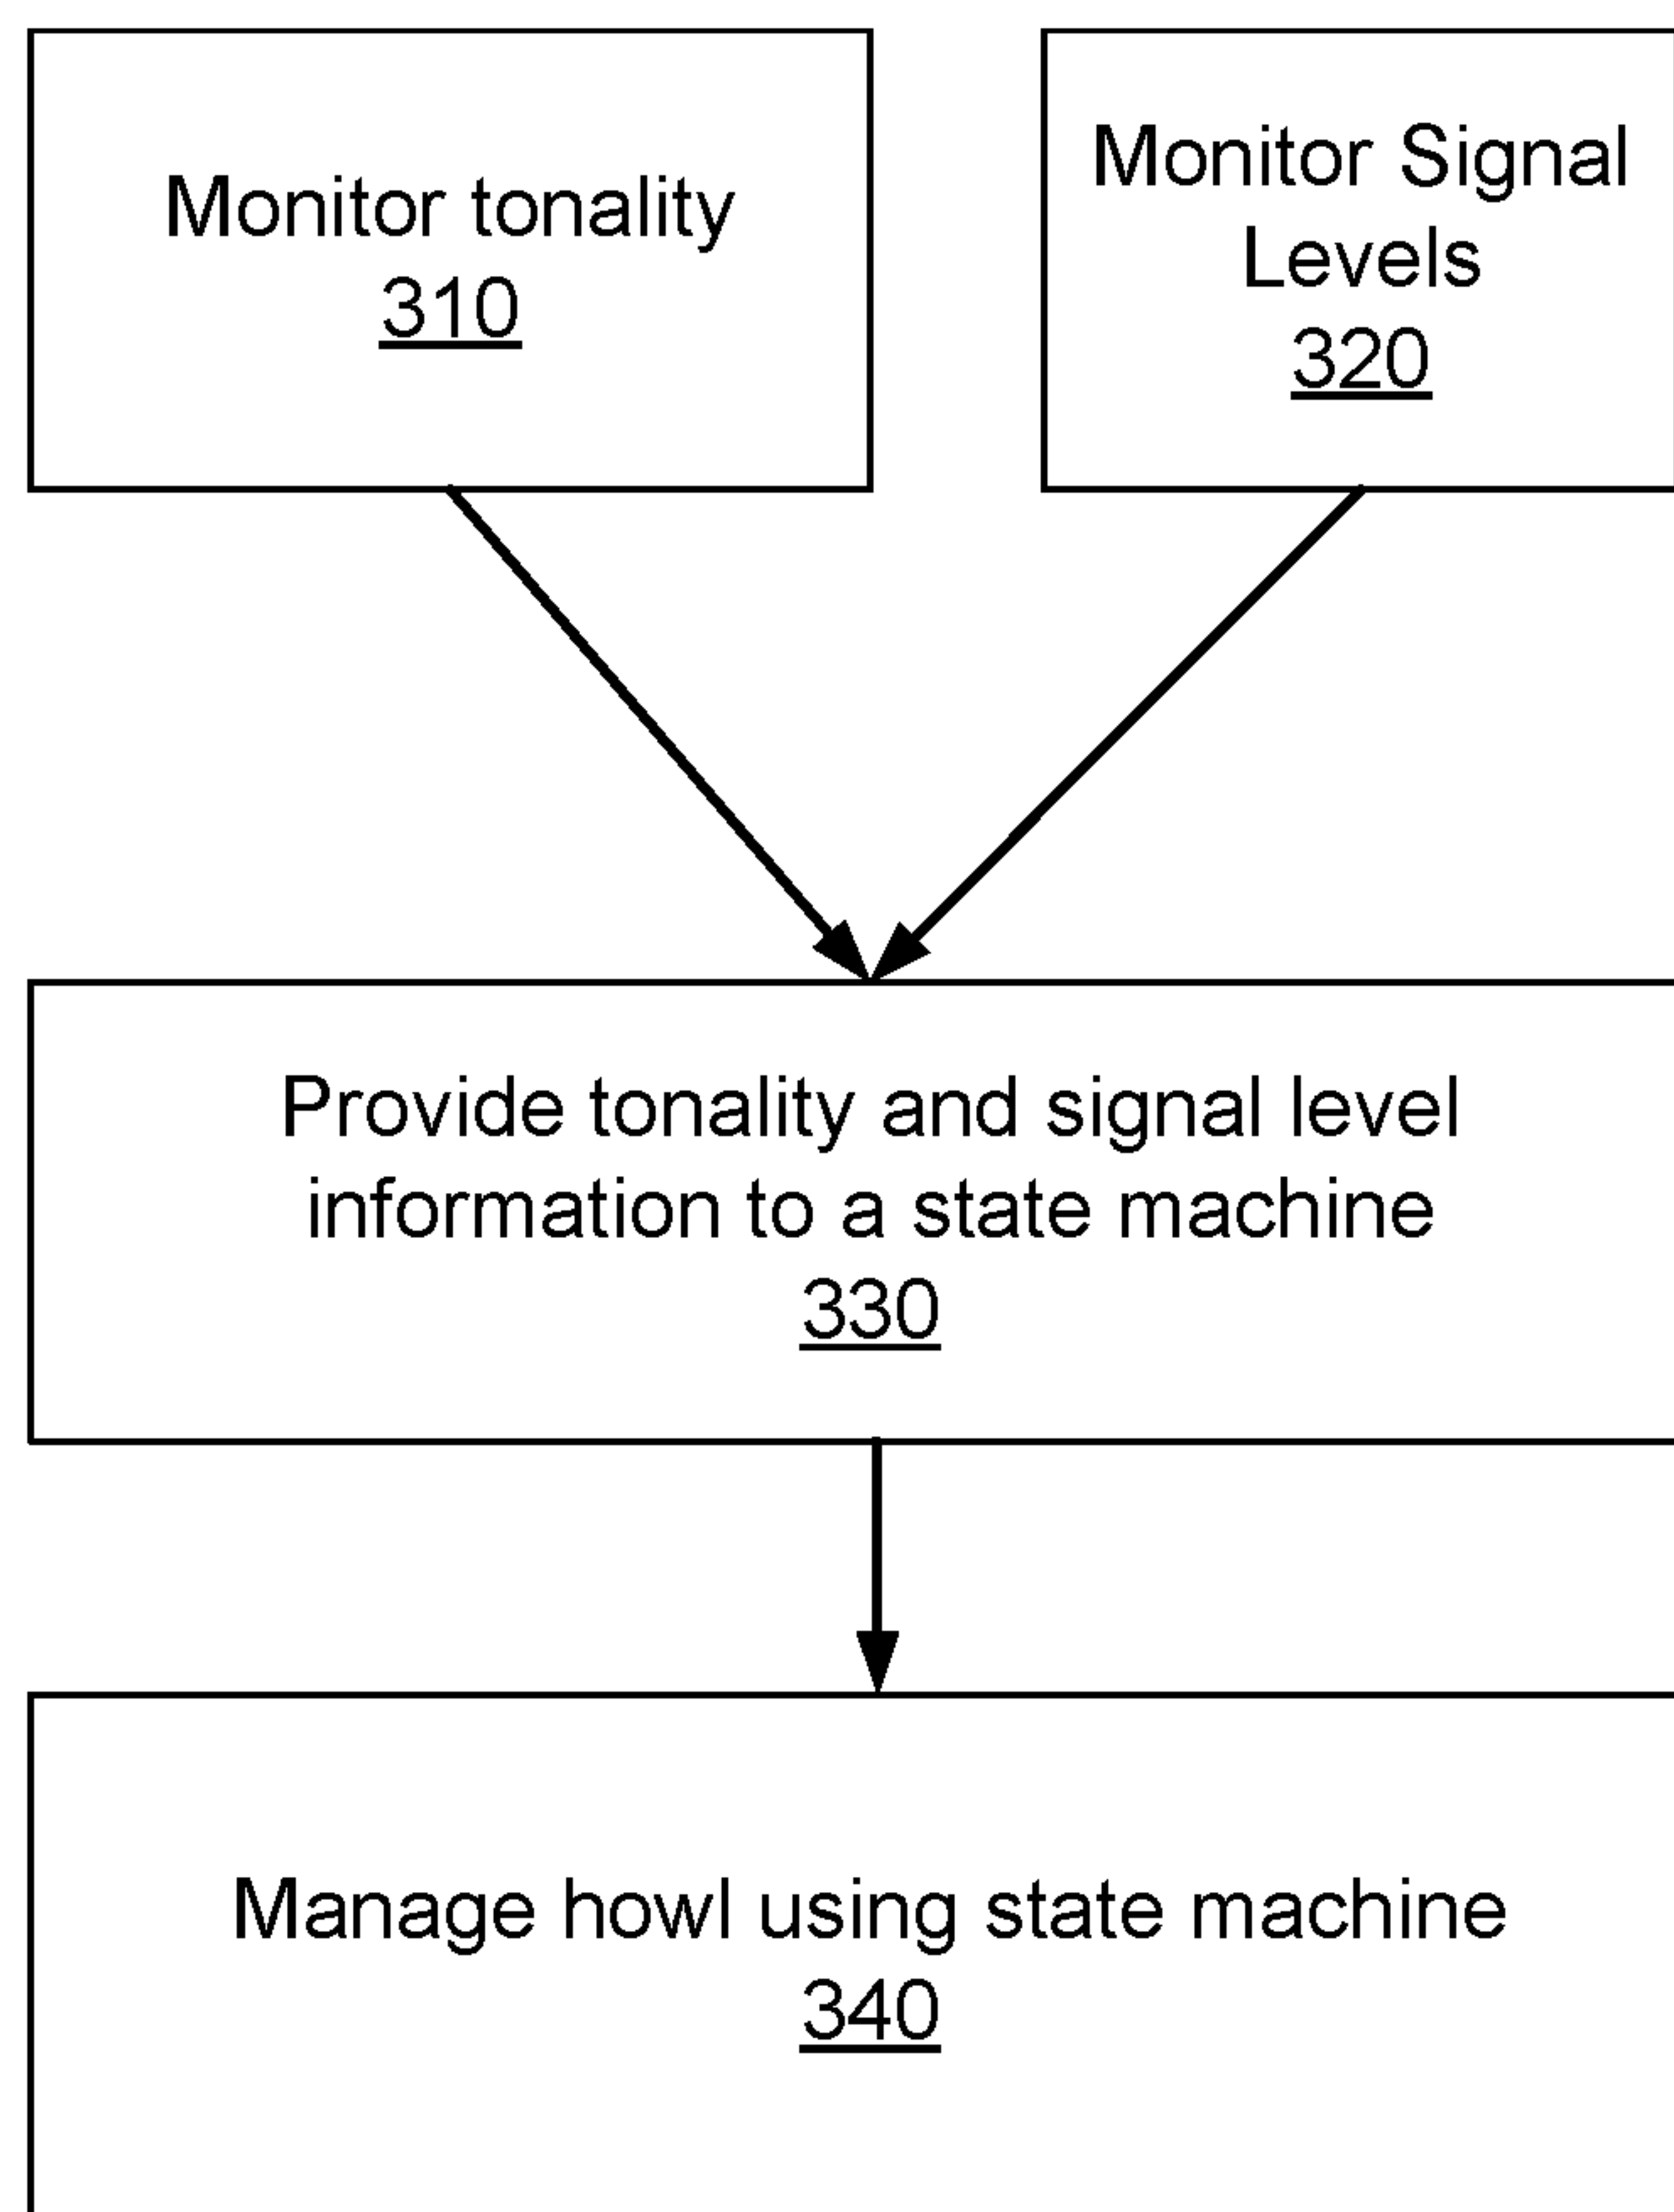 Monitor tonality
310
Monitor Signal
Levels
320
Provide tonality and signal level
information to a state machine
330
Manage howl using state machine
340